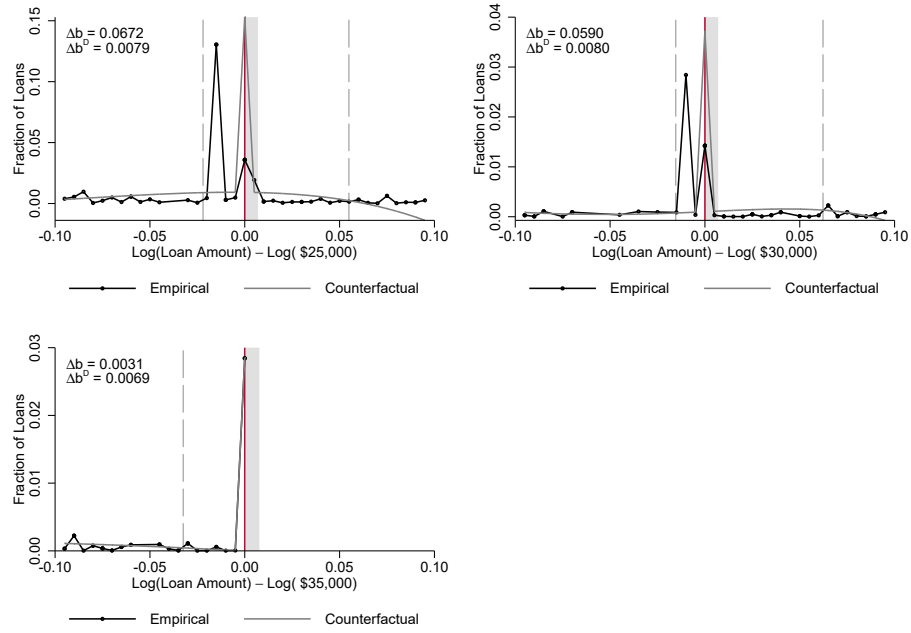 Δb = 0.0672
Δb^D = 0.0079
Fraction of Loans
0.15
0.10
0.05
0.00
-0.10 -0.05 0.00 0.05 0.10
Log(Loan Amount) – Log( $25,000)
Empirical Counterfactual
Δb = 0.0590
Δb^D = 0.0080
Fraction of Loans
0.04
0.03
0.02
0.01
0.00
-0.10 -0.05 0.00 0.05 0.10
Log(Loan Amount) – Log( $30,000)
Empirical Counterfactual
Δb = 0.0031
Δb^D = 0.0069
Fraction of Loans
0.03
0.02
0.01
0.00
-0.10 -0.05 0.00 0.05 0.10
Log(Loan Amount) – Log( $35,000)
Empirical Counterfactual